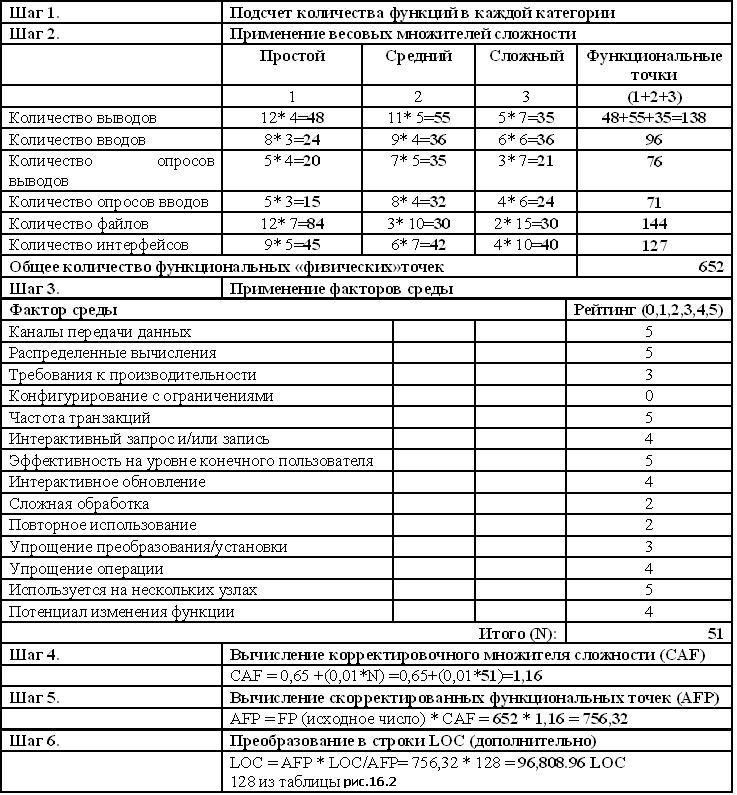 Шаг 1. Подсчет количества функций в каждой категории
Шаг 2. Применение весовых множителей сложности
Простой Средний Сложный Функциональные
точки
1 2 3 (1+2+3)
Количество выводов 12* 4=48 11* 5=55 5* 7=35 48+55+35=138
Количество вводов 8* 3=24 9* 4=36 6* 6=36 96
Количество опросов 5* 4=20 7* 5=35 3* 7=21 76
выводов
Количество опросов вводов 5* 3=15 8* 4=32 4* 6=24 71
Количество файлов 12* 7=84 3* 10=30 2* 15=30 144
Количество интерфейсов 9* 5=45 6* 7=42 4* 10=40 127
Общее количество функциональных «физических»точек 652
Шаг 3. Применение факторов среды
Фактор среды Рейтинг (0,1,2,3,4,5)
Каналы передачи данных 5
Распределенные вычисления 5
Требования к производительности 3
Конфигурирование с ограничениями 0
Частота транзакций 5
Интерактивный запрос и/или запись 4
Эффективность на уровне конечного пользователя 5
Интерактивное обновление 4
Сложная обработка 2
Повторное использование 2
Упрощение преобразования/установки 3
Упрощение операции 4
Используется на нескольких узлах 5
Потенциал изменения функции 4
Итого (N): 51
Шаг 4. Вычисление корректировочного множителя сложности (CAF)
CAF = 0,65 +(0,01*N) =0,65+(0,01*51)=1,16
Шаг 5. Вычисление скорректированных функциональных точек (AFP)
AFP = FP (исходное число) * CAF = 652 * 1,16 = 756,32
Шаг 6. Преобразование в строки LOC (дополнительно)
LOC = AFP * LOC/AFP= 756,32 * 128 = 96,808.96 LOC
128 из таблицы рис.16.2